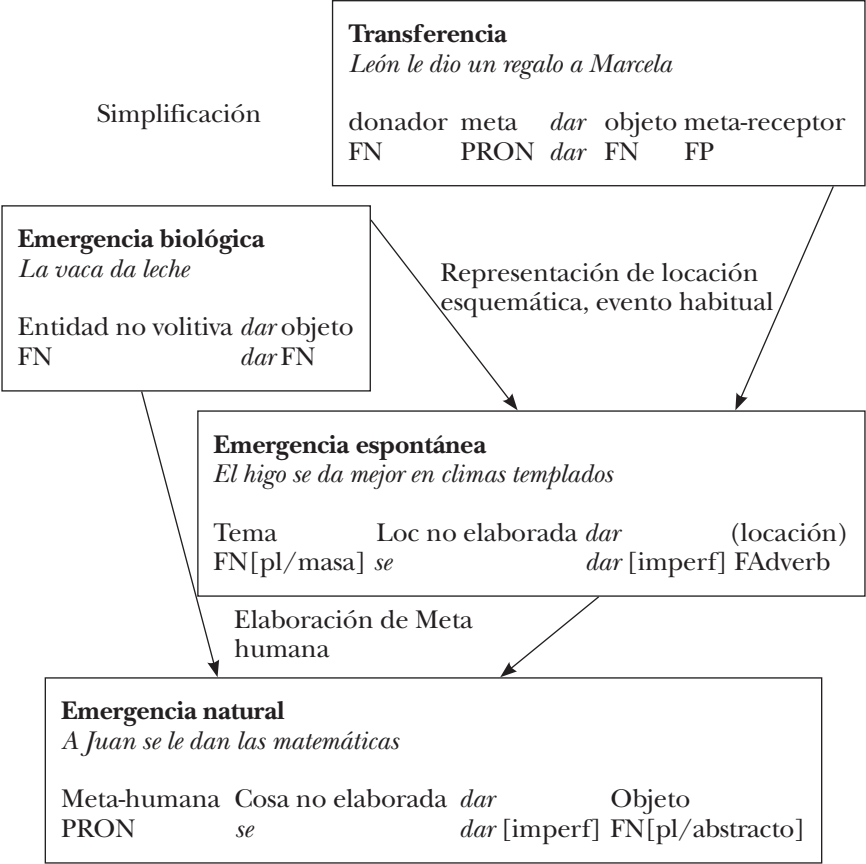 Transferencia
León le dio un regalo a Marcela
donador meta dar objeto meta-receptor
FN PRON dar FN FP
Simplificación
Emergencia biológica
La vaca da leche
Entidad no volitiva dar objeto
FN dar FN
Representación de locación
esquemática, evento habitual
Emergencia espontánea
El higo se da mejor en climas templados
Tema Loc no elaborada dar (locación)
FN[pl/masa] se dar [imperf] FAdverb
Elaboración de Meta
humana
Emergencia natural
A Juan se le dan las matemáticas
Meta-humana Cosa no elaborada dar Objeto
PRON se dar [imperf] FN[pl/abstracto]